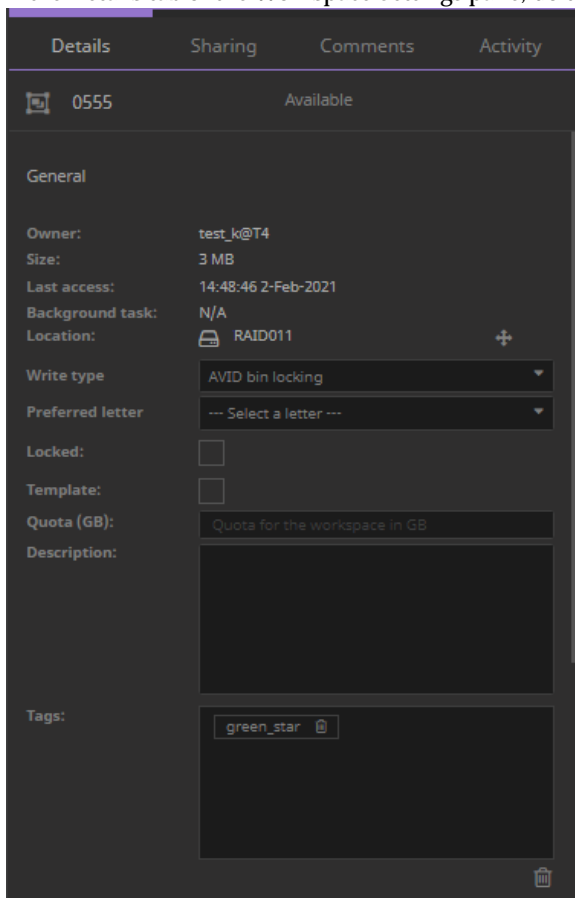 Details Sharing Comments Activity
0555 Available
General
Owner: test_k@T4
Size: 3 MB
Last access: 14:48:46 2-Feb-2021
Background task: N/A
Location: RAID011
Write type AVID bin locking
Preferred letter --- Select a letter ---
Locked:
Template:
Quota (GB): Quota for the workspace in GB
Description:
Tags: green_star